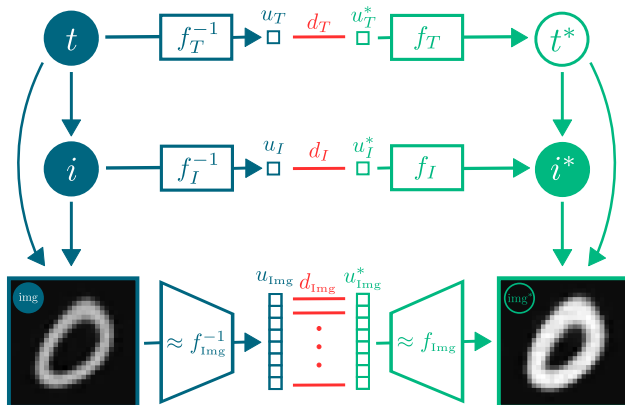 t f_T^{-1} u_T d_T u_T^* f_T t*
i f_I^{-1} u_I d_I u_I^* f_I i*
img u_Img d_Img u_Img^* img*
≈ f_Img^{-1} ≈ f_Img